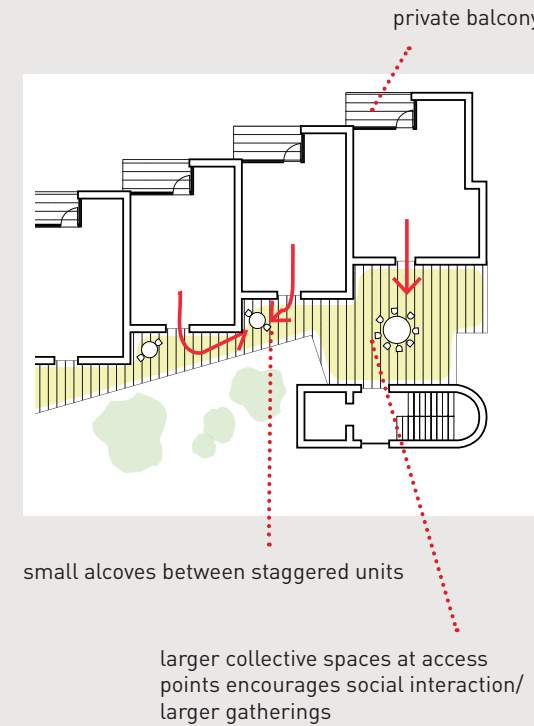 private balcony
small alcoves between staggered units
larger collective spaces at access
points encourages social interaction/
larger gatherings